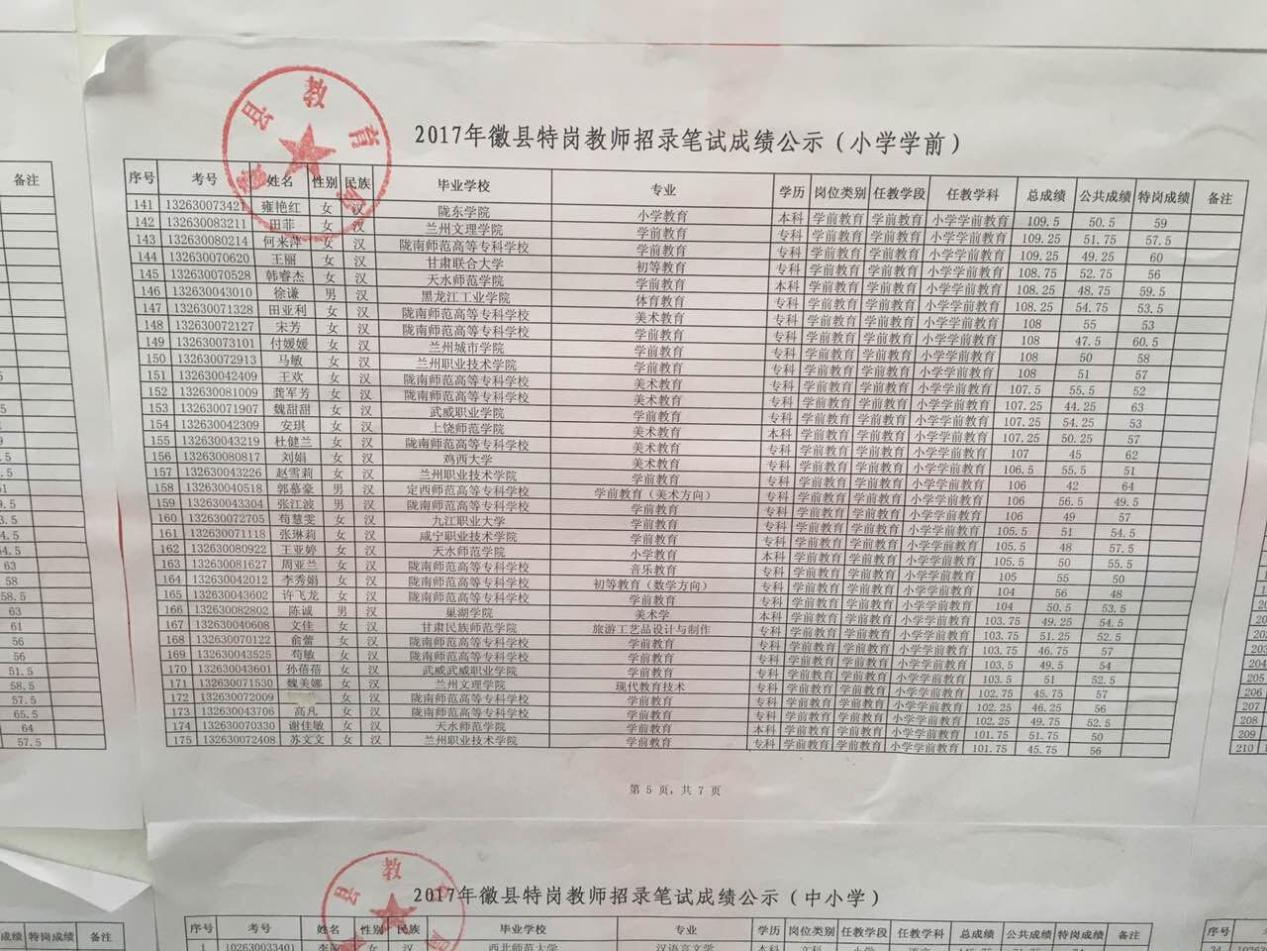 2017年徽县特岗教师招录笔试成绩公示（小学学前）
序号 考号 姓名 性别 民族 毕业学校 专业 学历 岗位类别 任教学段 任教学科 总成绩 公共成绩 特岗成绩 备注
141 132630073421 雍艳红 女 汉 陇东学院 小学教育 本科 学前教育 学前教育 小学学前教育 109.5 50.5 59
142 132630083211 田菲 女 汉 兰州文理学院 学前教育 专科 学前教育 学前教育 小学学前教育 109.25 51.75 57.5
143 132630080214 何来萍 女 汉 陇南师范高等专科学校 学前教育 专科 学前教育 学前教育 小学学前教育 109.25 49.25 60
144 132630070620 王丽 女 汉 甘肃联合大学 初等教育 专科 学前教育 学前教育 小学学前教育 108.75 52.75 56
145 132630070528 韩睿杰 女 汉 天水师范学院 学前教育 本科 学前教育 学前教育 小学学前教育 108.25 48.75 59.5
146 132630043010 徐谦 男 汉 黑龙江工业学院 体育教育 专科 学前教育 学前教育 小学学前教育 108.25 54.75 53.5
147 132630071328 田亚利 女 汉 陇南师范高等专科学校 美术教育 专科 学前教育 学前教育 小学学前教育 108 55 53
148 132630072127 宋芳 女 汉 陇南师范高等专科学校 学前教育 专科 学前教育 学前教育 小学学前教育 108 47.5 60.5
149 132630073101 付媛媛 女 汉 兰州城市学院 学前教育 专科 学前教育 学前教育 小学学前教育 108 50 58
150 132630072913 马敏 女 汉 兰州职业技术学院 学前教育 专科 学前教育 学前教育 小学学前教育 108 51 57
151 132630042409 王欢 女 汉 陇南师范高等专科学校 美术教育 专科 学前教育 学前教育 小学学前教育 107.5 55.5 52
152 132630081009 龚军芳 女 汉 陇南师范高等专科学校 美术教育 专科 学前教育 学前教育 小学学前教育 107.25 44.25 63
153 132630071907 魏甜甜 女 汉 武威职业学院 学前教育 专科 学前教育 学前教育 小学学前教育 107.25 54.25 53
154 132630042309 安琪 女 汉 上饶师范学院 美术教育 本科 学前教育 学前教育 小学学前教育 107.25 50.25 57
155 132630043219 杜健兰 女 汉 陇南师范高等专科学校 美术教育 专科 学前教育 学前教育 小学学前教育 107 45 62
156 132630080817 刘娟 女 汉 鸡西大学 美术教育 专科 学前教育 学前教育 小学学前教育 106.5 55.5 51
157 132630043226 赵雪莉 女 汉 兰州职业技术学院 学前教育 专科 学前教育 学前教育 小学学前教育 106 42 64
158 132630040518 郭慕豪 男 汉 定西师范高等专科学校 学前教育（美术方向） 专科 学前教育 学前教育 小学学前教育 106 56.5 49.5
159 132630043304 张江波 男 汉 陇南师范高等专科学校 学前教育 专科 学前教育 学前教育 小学学前教育 106 49 57
160 132630072705 苟慧雯 女 汉 九江职业大学 学前教育 专科 学前教育 学前教育 小学学前教育 105.5 51 54.5
161 132630071118 张琳莉 女 汉 咸宁职业技术学院 学前教育 专科 学前教育 学前教育 小学学前教育 105.5 48 57.5
162 132630080922 王亚婷 女 汉 天水师范学院 小学教育 本科 学前教育 学前教育 小学学前教育 105.5 50 55.5
163 132630081627 周亚兰 女 汉 陇南师范高等专科学校 音乐教育 专科 学前教育 学前教育 小学学前教育 105 55 50
164 132630042012 李秀娟 女 汉 陇南师范高等专科学校 初等教育（数学方向） 专科 学前教育 学前教育 小学学前教育 104 56 48
165 132630043602 许飞龙 女 汉 陇南师范高等专科学校 学前教育 专科 学前教育 学前教育 小学学前教育 104 50.5 53.5
166 132630082802 陈诚 男 汉 巢湖学院 美术学 本科 学前教育 学前教育 小学学前教育 103.75 49.25 54.5
167 132630040608 文佳 女 汉 甘肃民族师范学院 旅游工艺品设计与制作 专科 学前教育 学前教育 小学学前教育 103.75 51.25 52.5
168 132630070122 俞蕾 女 汉 陇南师范高等专科学校 学前教育 专科 学前教育 学前教育 小学学前教育 103.75 46.75 57
169 132630043525 苟敏 女 汉 陇南师范高等专科学校 学前教育 专科 学前教育 学前教育 小学学前教育 103.5 49.5 54
170 132630043601 孙蓓蓓 女 汉 武威武威职业学院 学前教育 专科 学前教育 学前教育 小学学前教育 103.5 51 52.5
171 132630071530 魏美娜 女 汉 兰州文理学院 现代教育技术 专科 学前教育 学前教育 小学学前教育 102.75 45.75 57
172 132630072009 女 汉 陇南师范高等专科学校 学前教育 专科 学前教育 学前教育 小学学前教育 102.25 46.25 56
173 132630043706 高凡 女 汉 陇南师范高等专科学校 学前教育 专科 学前教育 学前教育 小学学前教育 102.25 49.75 52.5
174 132630070330 谢佳敏 女 汉 天水师范学院 学前教育 本科 学前教育 学前教育 小学学前教育 101.75 51.75 50
175 132630072408 苏文文 女 汉 兰州职业技术学院 学前教育 专科 学前教育 学前教育 小学学前教育 101.75 45.75 56
第 5 页，共 7 页
备注
63
58
58.5
63
61
56
56
51.5
58.5
57.5
65.5
64
57.5
204
205
206
207
208
209
210
县教育
2017年徽县特岗教师招录笔试成绩公示（中小学）
序号 考号 姓名 性别 民族 毕业学校 专业 学历 岗位类别 任教学段 任教学科 总成绩 公共成绩 特岗成绩 备注
县教
成绩 特岗成绩 备注
序号